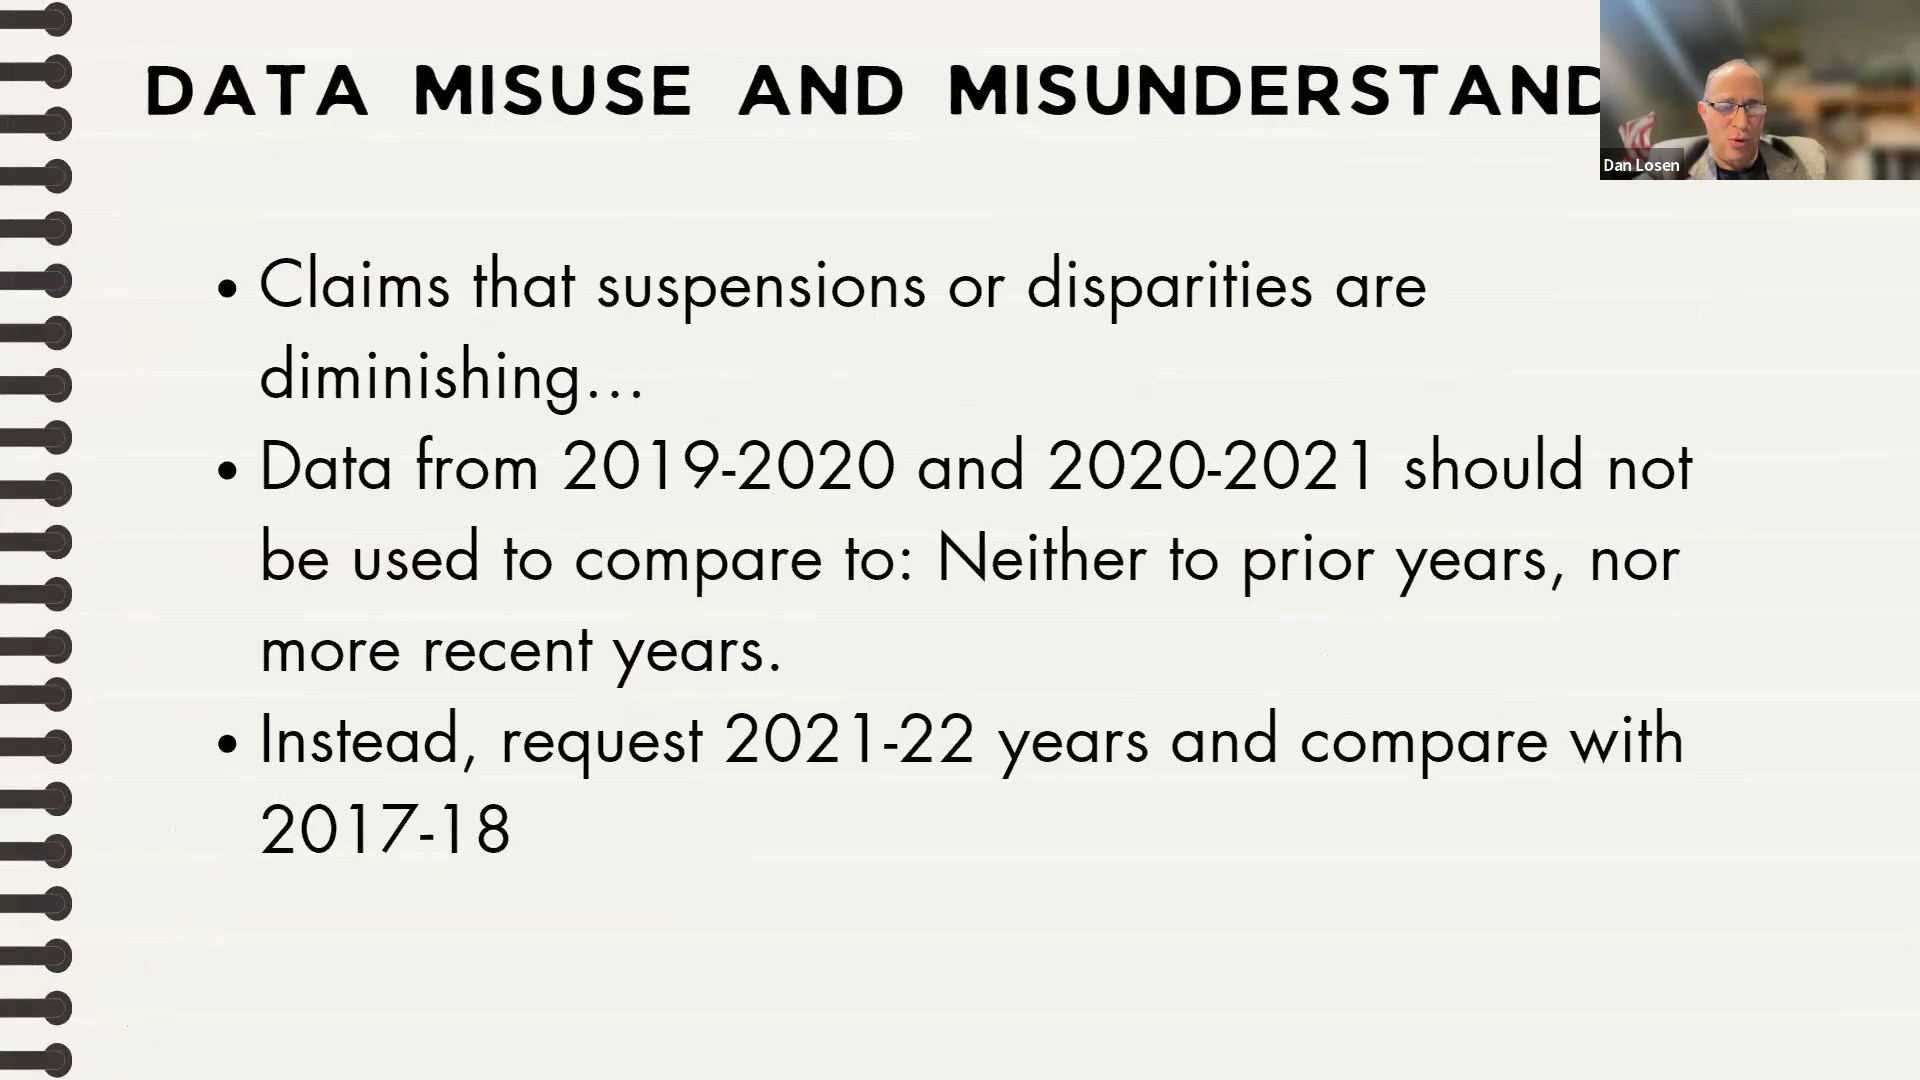 DATA MISUSE AND MISUNDERSTAND
Dan Losen
• Claims that suspensions or disparities are
diminishing...
• Data from 2019-2020 and 2020-2021 should not
be used to compare to: Neither to prior years, nor
more recent years.
• Instead, request 2021-22 years and compare with
2017-18